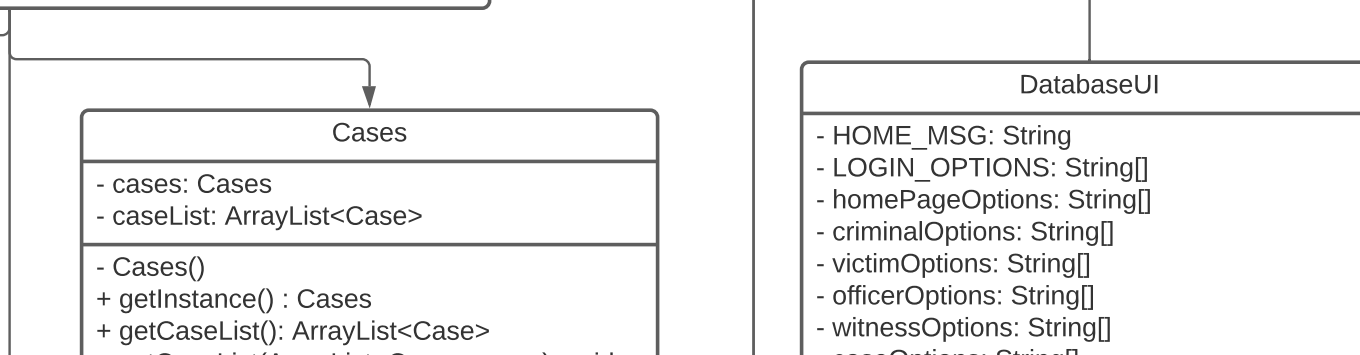 Cases
- cases: Cases
- caseList: ArrayList<Case>
- Cases()
+ getInstance() : Cases
+ getCaseList(): ArrayList<Case>
DatabaseUI
- HOME_MSG: String
- LOGIN_OPTIONS: String[]
- homePageOptions: String[]
- criminalOptions: String[]
- victimOptions: String[]
- officerOptions: String[]
- witnessOptions: String[]